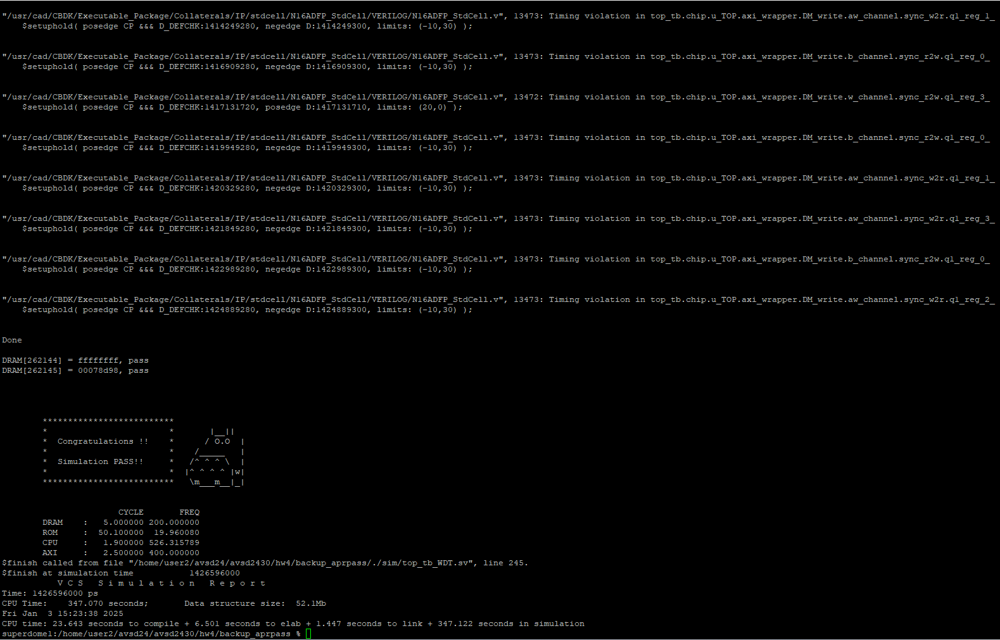 "/usr/cad/CBDK/Executable_Package/Collaterals/IP/stdcell/N16ADFP_StdCell/VERILOG/N16ADFP_StdCell.v", 13473: Timing violation in top_tb.chip.u_TOP.axi_wrapper.DM_write.aw_channel.sync_w2r.q1_reg_1_
    $setuphold( posedge CP &&& D_DEFCHK:1414249280, negedge D:1414249300, limits: (-10,30) );
"/usr/cad/CBDK/Executable_Package/Collaterals/IP/stdcell/N16ADFP_StdCell/VERILOG/N16ADFP_StdCell.v", 13473: Timing violation in top_tb.chip.u_TOP.axi_wrapper.DM_write.b_channel.sync_r2w.q1_reg_0_
    $setuphold( posedge CP &&& D_DEFCHK:1416909280, negedge D:1416909300, limits: (-10,30) );
"/usr/cad/CBDK/Executable_Package/Collaterals/IP/stdcell/N16ADFP_StdCell/VERILOG/N16ADFP_StdCell.v", 13472: Timing violation in top_tb.chip.u_TOP.axi_wrapper.DM_write.w_channel.sync_r2w.q1_reg_3_
    $setuphold( posedge CP &&& D_DEFCHK:1417131720, posedge D:1417131710, limits: (20,0) );
"/usr/cad/CBDK/Executable_Package/Collaterals/IP/stdcell/N16ADFP_StdCell/VERILOG/N16ADFP_StdCell.v", 13473: Timing violation in top_tb.chip.u_TOP.axi_wrapper.DM_write.b_channel.sync_r2w.q1_reg_0_
    $setuphold( posedge CP &&& D_DEFCHK:1419949280, negedge D:1419949300, limits: (-10,30) );
"/usr/cad/CBDK/Executable_Package/Collaterals/IP/stdcell/N16ADFP_StdCell/VERILOG/N16ADFP_StdCell.v", 13473: Timing violation in top_tb.chip.u_TOP.axi_wrapper.DM_write.aw_channel.sync_w2r.q1_reg_1_
    $setuphold( posedge CP &&& D_DEFCHK:1420329280, negedge D:1420329300, limits: (-10,30) );
"/usr/cad/CBDK/Executable_Package/Collaterals/IP/stdcell/N16ADFP_StdCell/VERILOG/N16ADFP_StdCell.v", 13473: Timing violation in top_tb.chip.u_TOP.axi_wrapper.DM_write.aw_channel.sync_w2r.q1_reg_3_
    $setuphold( posedge CP &&& D_DEFCHK:1421849280, negedge D:1421849300, limits: (-10,30) );
"/usr/cad/CBDK/Executable_Package/Collaterals/IP/stdcell/N16ADFP_StdCell/VERILOG/N16ADFP_StdCell.v", 13473: Timing violation in top_tb.chip.u_TOP.axi_wrapper.DM_write.b_channel.sync_r2w.q1_reg_0_
    $setuphold( posedge CP &&& D_DEFCHK:1422989280, negedge D:1422989300, limits: (-10,30) );
"/usr/cad/CBDK/Executable_Package/Collaterals/IP/stdcell/N16ADFP_StdCell/VERILOG/N16ADFP_StdCell.v", 13473: Timing violation in top_tb.chip.u_TOP.axi_wrapper.DM_write.aw_channel.sync_w2r.q1_reg_2_
    $setuphold( posedge CP &&& D_DEFCHK:1424889280, negedge D:1424889300, limits: (-10,30) );
Done
DRAM[262144] = ffffffff, pass
DRAM[262145] = 00078d98, pass
        **************************
        *                        *       |__||
        *  Congratulations !!    *      / O.O  |
        *                        *    /_____   |
        *  Simulation PASS!!     *   /^ ^ ^ \  |
        *                        *  |^ ^ ^ ^ |w|
        **************************   \m___m__|_|
                       CYCLE       FREQ
        DRAM    :   5.000000 200.000000
        ROM     :  50.100000  19.960080
        CPU     :   1.900000 526.315789
        AXI     :   2.500000 400.000000
$finish called from file "/home/user2/avsd24/avsd2430/hw4/backup_aprpass/./sim/top_tb_WDT.sv", line 245.
$finish at simulation time           1426596000
           V C S   S i m u l a t i o n   R e p o r t
Time: 1426596000 ps
CPU Time:    347.070 seconds;       Data structure size:  52.1Mb
Fri Jan  3 15:23:38 2025
CPU time: 23.643 seconds to compile + 6.501 seconds to elab + 1.447 seconds to link + 347.122 seconds in simulation
superdome1:/home/user2/avsd24/avsd2430/hw4/backup_aprpass %